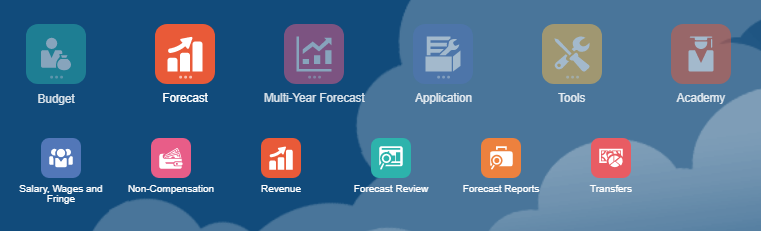 Budget
Forecast
Multi-Year Forecast
Application
Tools
Academy
Salary, Wages and
Fringe
Non-Compensation
Revenue
Forecast Review
Forecast Reports
Transfers